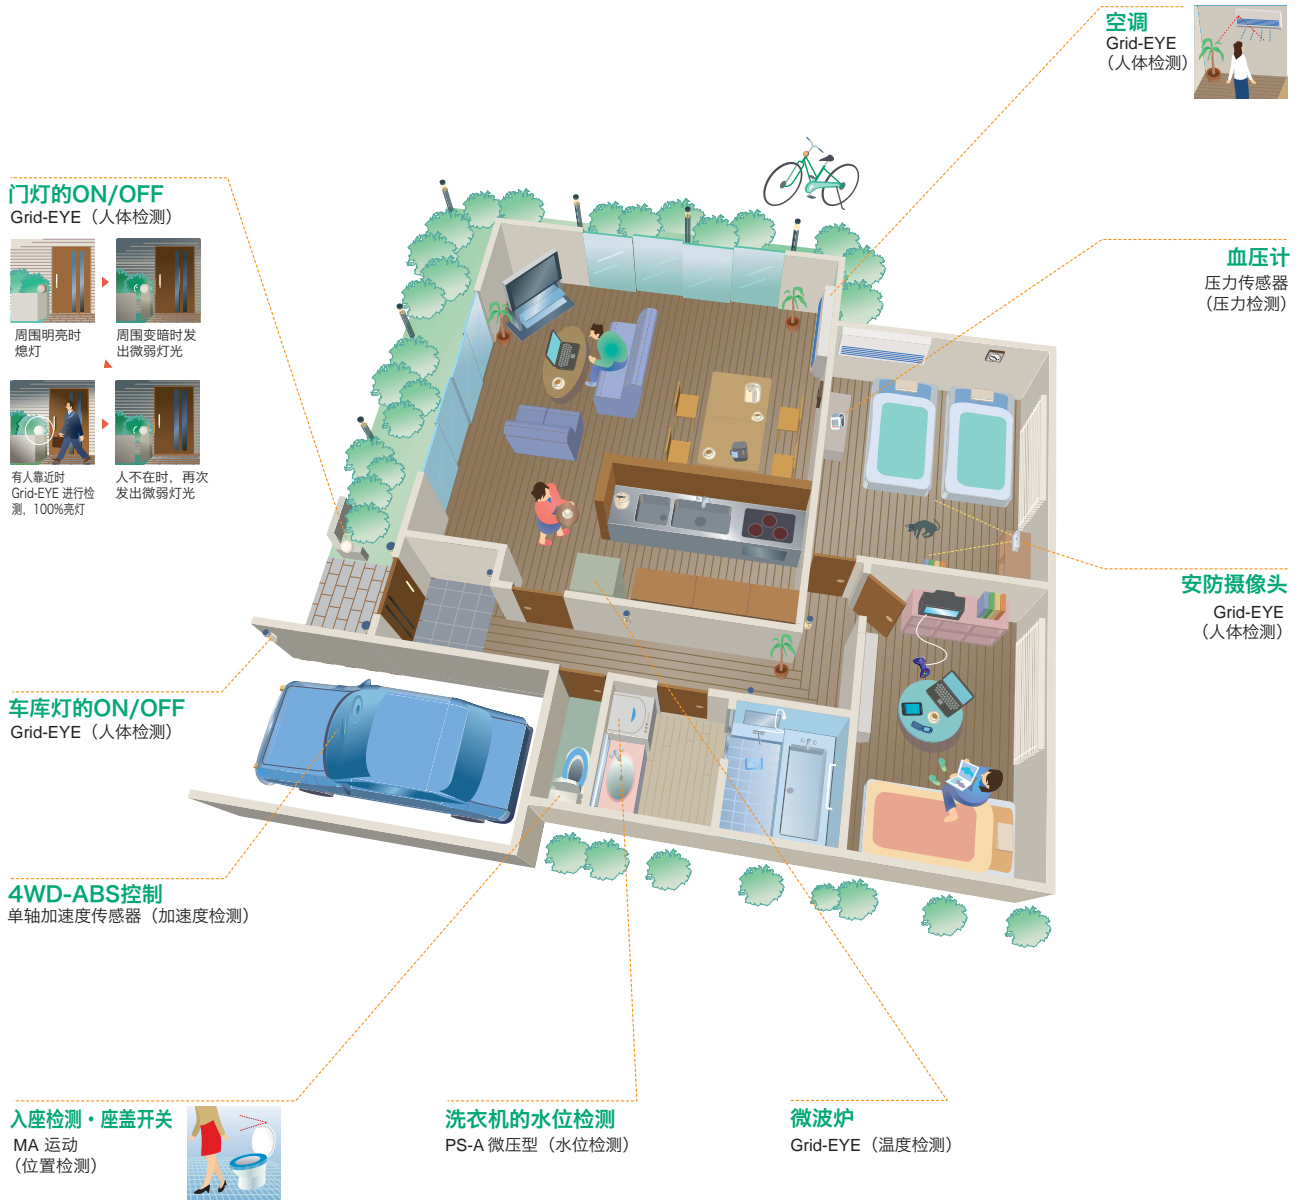 空调
Grid-EYE
（人体检测）
门灯的ON/OFF
Grid-EYE（人体检测）
周围明亮时
熄灯
周围变暗时发
出微弱灯光
有人靠近时
Grid-EYE 进行检
测，100%亮灯
人不在时，再次
发出微弱灯光
血压计
压力传感器
（压力检测）
安防摄像头
Grid-EYE
（人体检测）
车库灯的ON/OFF
Grid-EYE（人体检测）
4WD-ABS控制
单轴加速度传感器（加速度检测）
入座检测・座盖开关
MA 运动
（位置检测）
洗衣机的水位检测
PS-A 微压型（水位检测）
微波炉
Grid-EYE（温度检测）